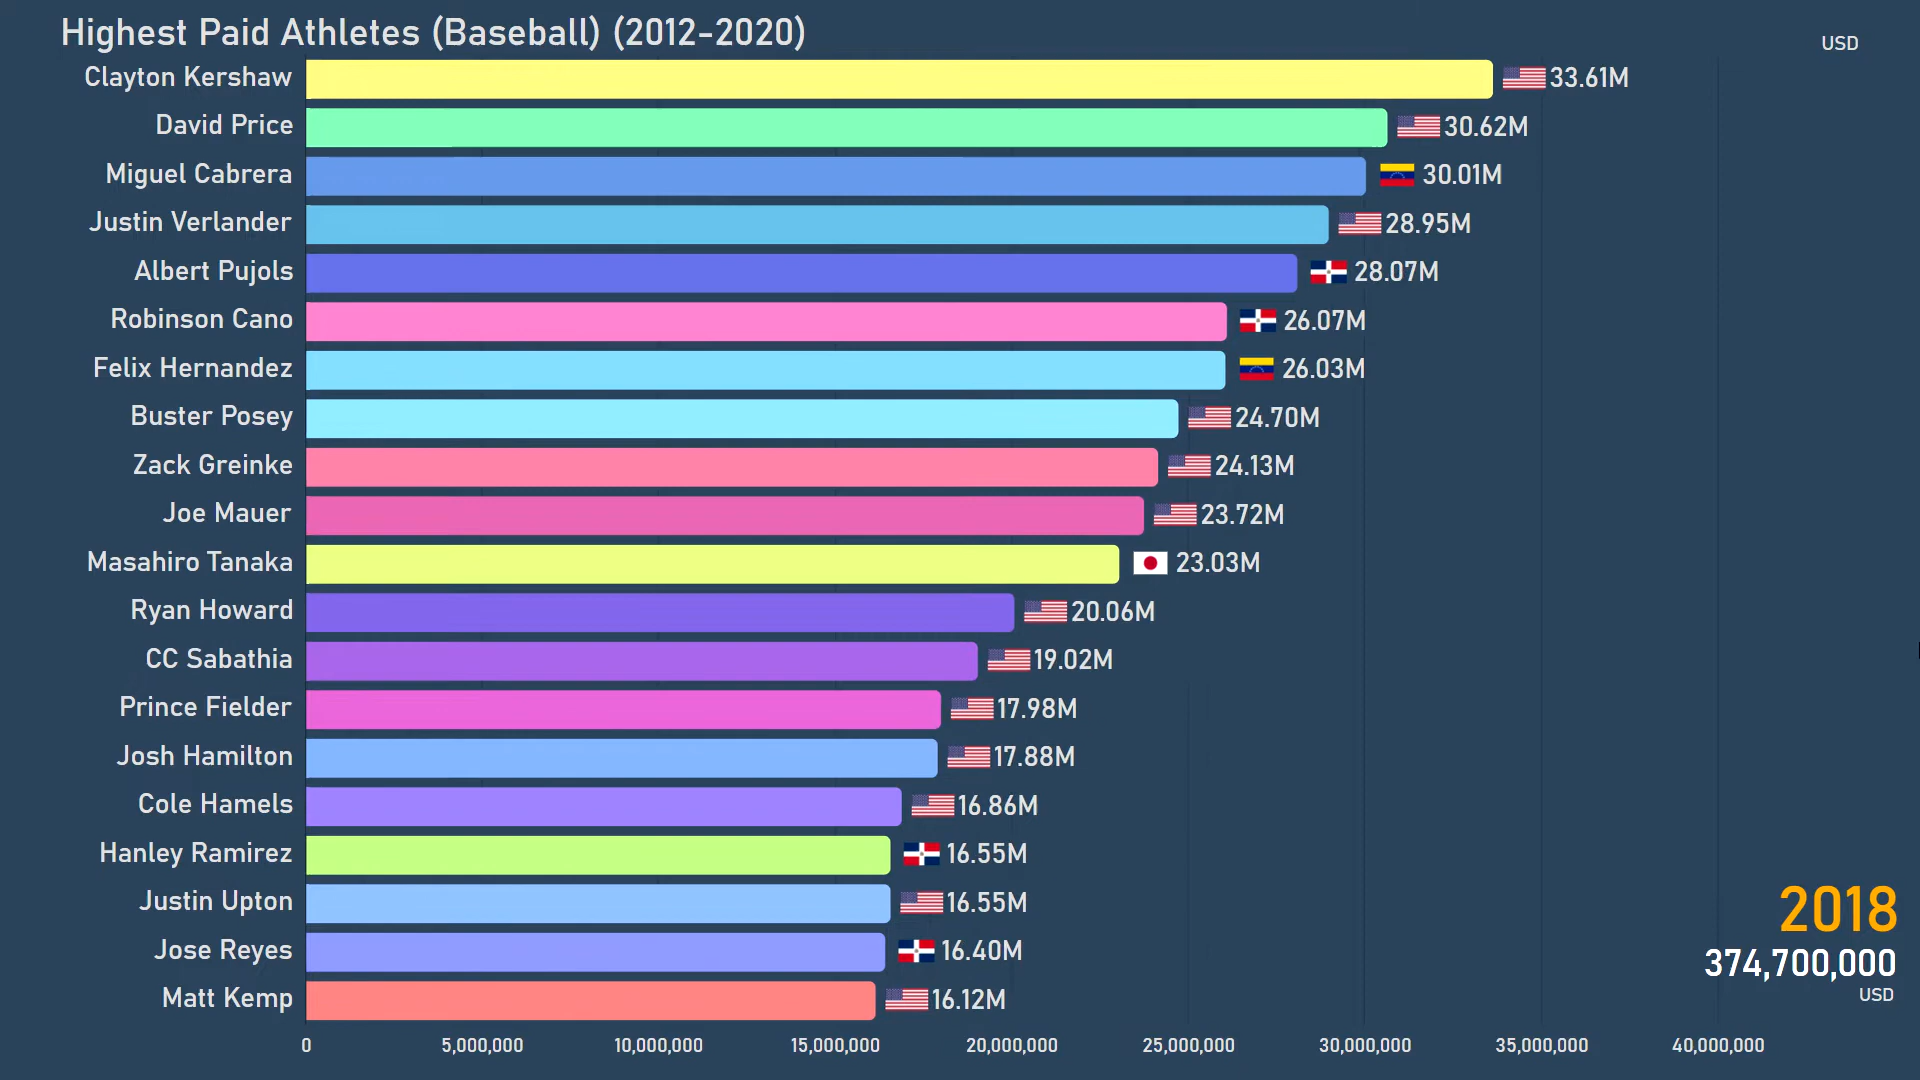 Highest Paid Athletes (Baseball) (2012-2020)
USD
Clayton Kershaw 33.61M
David Price 30.62M
Miguel Cabrera 30.01M
Justin Verlander 28.95M
Albert Pujols 28.07M
Robinson Cano 26.07M
Felix Hernandez 26.03M
Buster Posey 24.70M
Zack Greinke 24.13M
Joe Mauer 23.72M
Masahiro Tanaka 23.03M
Ryan Howard 20.06M
CC Sabathia 19.02M
Prince Fielder 17.98M
Josh Hamilton 17.88M
Cole Hamels 16.86M
Hanley Ramirez 16.55M
Justin Upton 16.55M
Jose Reyes 16.40M
Matt Kemp 16.12M
2018
374,700,000
USD
0 5,000,000 10,000,000 15,000,000 20,000,000 25,000,000 30,000,000 35,000,000 40,000,000